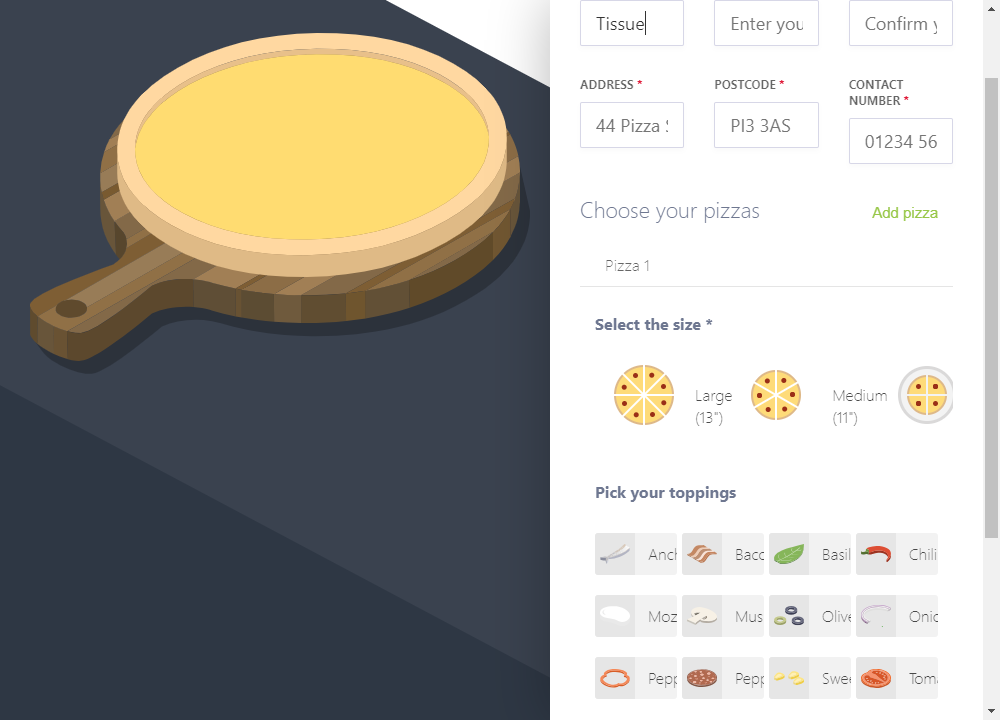 Tissue
Enter you
Confirm y
ADDRESS *
POSTCODE *
CONTACT NUMBER *
44 Pizza S
PI3 3AS
01234 56
Choose your pizzas
Add pizza
Pizza 1
Select the size *
Large (13")
Medium (11")
Pick your toppings
Anch
Baco
Basil
Chili
Moz
Mus
Olive
Onio
Pepp
Pepp
Swee
Toma